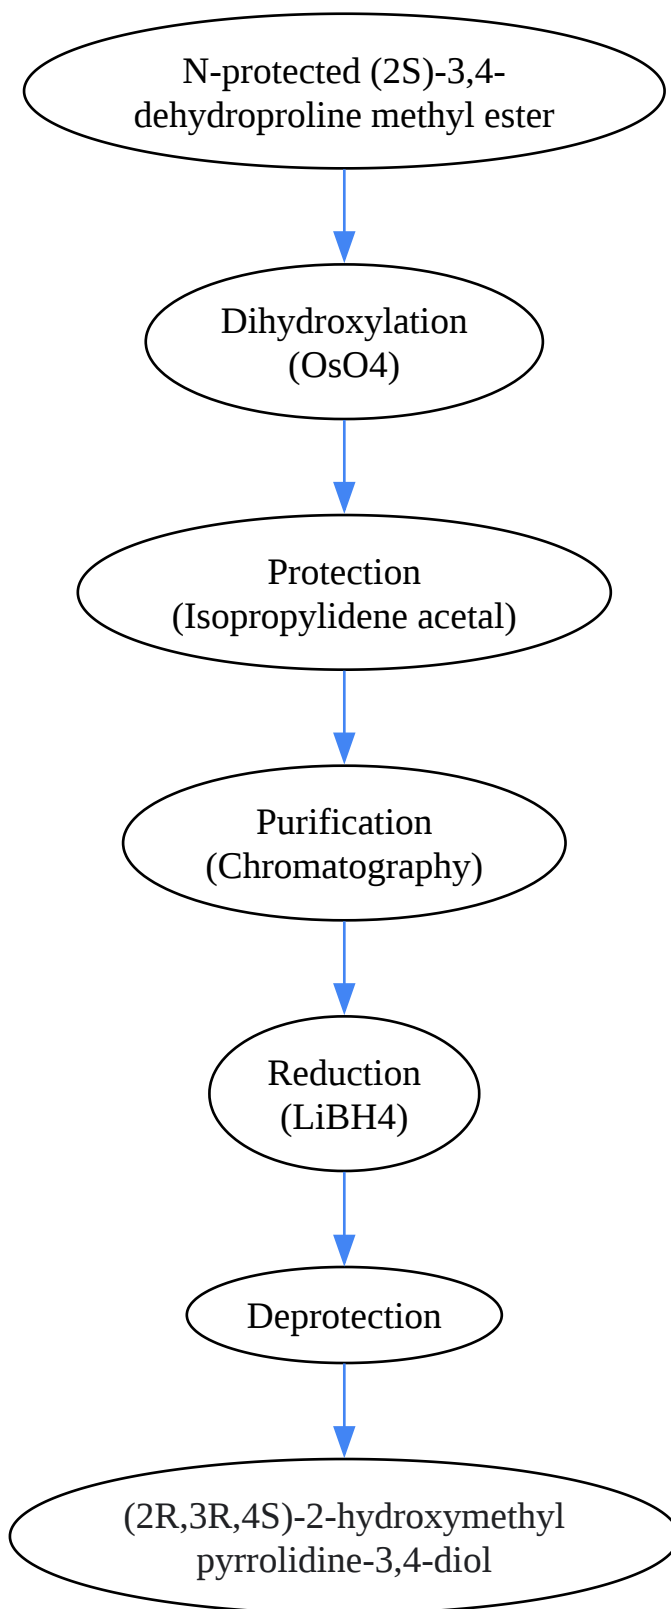 N-protected (2S)-3,4-
dehydroproline methyl ester
Dihydroxylation
(OsO4)
Protection
(Isopropylidene acetal)
Purification
(Chromatography)
Reduction
(LiBH4)
Deprotection
(2R,3R,4S)-2-hydroxymethyl
pyrrolidine-3,4-diol